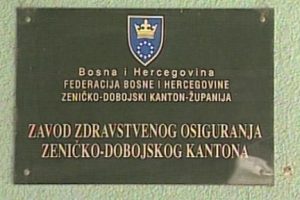 Bosna i Hercegovina
FEDERACIJA BOSNE I HERCEGOVINE
ZENIČKO-DOBOJSKI KANTON-ŽUPANIJA
ZAVOD ZDRAVSTVENOG OSIGURANJA
ZENIČKO-DOBOJSKOG KANTONA